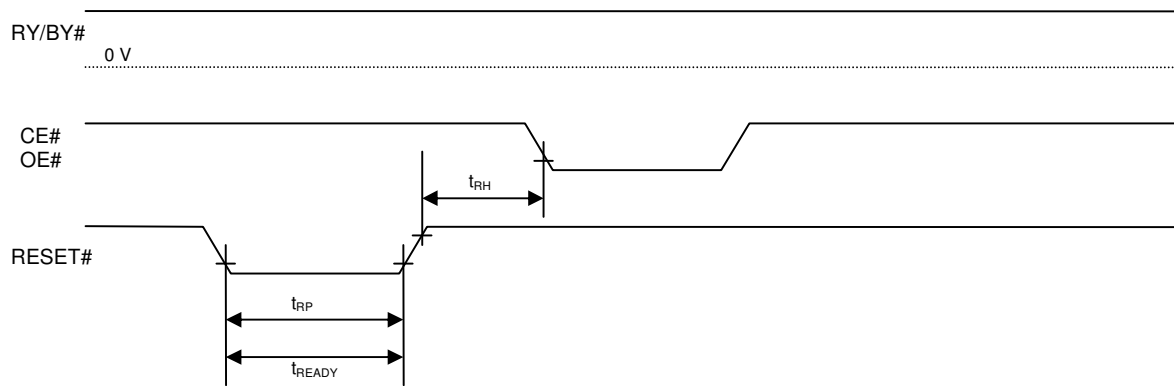 RY/BY#
0 V
CE#
OE#
tRH
RESET#
tRP
tREADY